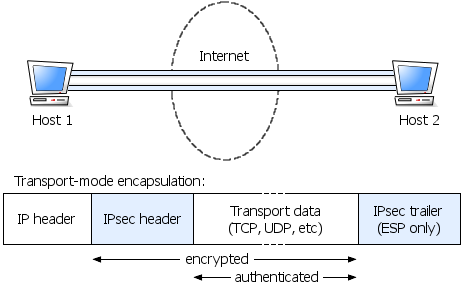 Internet
Host 1
Host 2
Transport-mode encapsulation:
IP header
IPsec header
Transport data
(TCP, UDP, etc)
IPsec trailer
(ESP only)
encrypted
authenticated